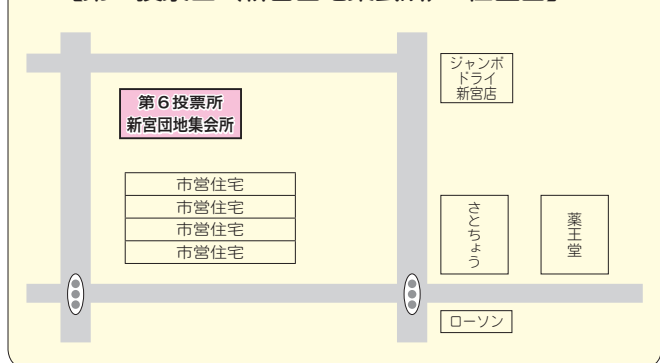 第６投票所
新宮団地集会所
ジャンボ
ドライ
新宮店
市営住宅
市営住宅
市営住宅
市営住宅
さとちょう
薬王堂
ローソン